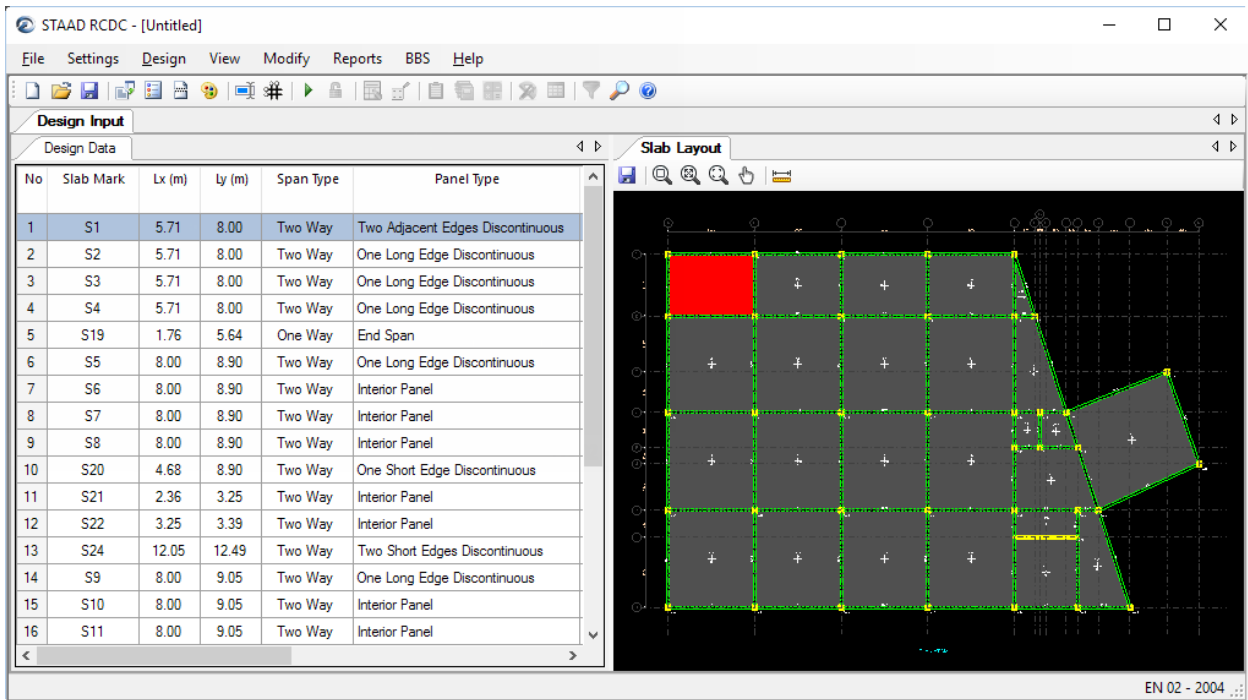 STAAD RCDC - [Untitled]
File Settings Design View Modify Reports BBS Help
Design Input
Design Data
Slab Layout
No Slab Mark Lx (m) Ly (m) Span Type Panel Type
1 S1 5.71 8.00 Two Way Two Adjacent Edges Discontinuous
2 S2 5.71 8.00 Two Way One Long Edge Discontinuous
3 S3 5.71 8.00 Two Way One Long Edge Discontinuous
4 S4 5.71 8.00 Two Way One Long Edge Discontinuous
5 S19 1.76 5.64 One Way End Span
6 S5 8.00 8.90 Two Way One Long Edge Discontinuous
7 S6 8.00 8.90 Two Way Interior Panel
8 S7 8.00 8.90 Two Way Interior Panel
9 S8 8.00 8.90 Two Way Interior Panel
10 S20 4.68 8.90 Two Way One Short Edge Discontinuous
11 S21 2.36 3.25 Two Way Interior Panel
12 S22 3.25 3.39 Two Way Interior Panel
13 S24 12.05 12.49 Two Way Two Short Edges Discontinuous
14 S9 8.00 9.05 Two Way One Long Edge Discontinuous
15 S10 8.00 9.05 Two Way Interior Panel
16 S11 8.00 9.05 Two Way Interior Panel
EN 02 - 2004